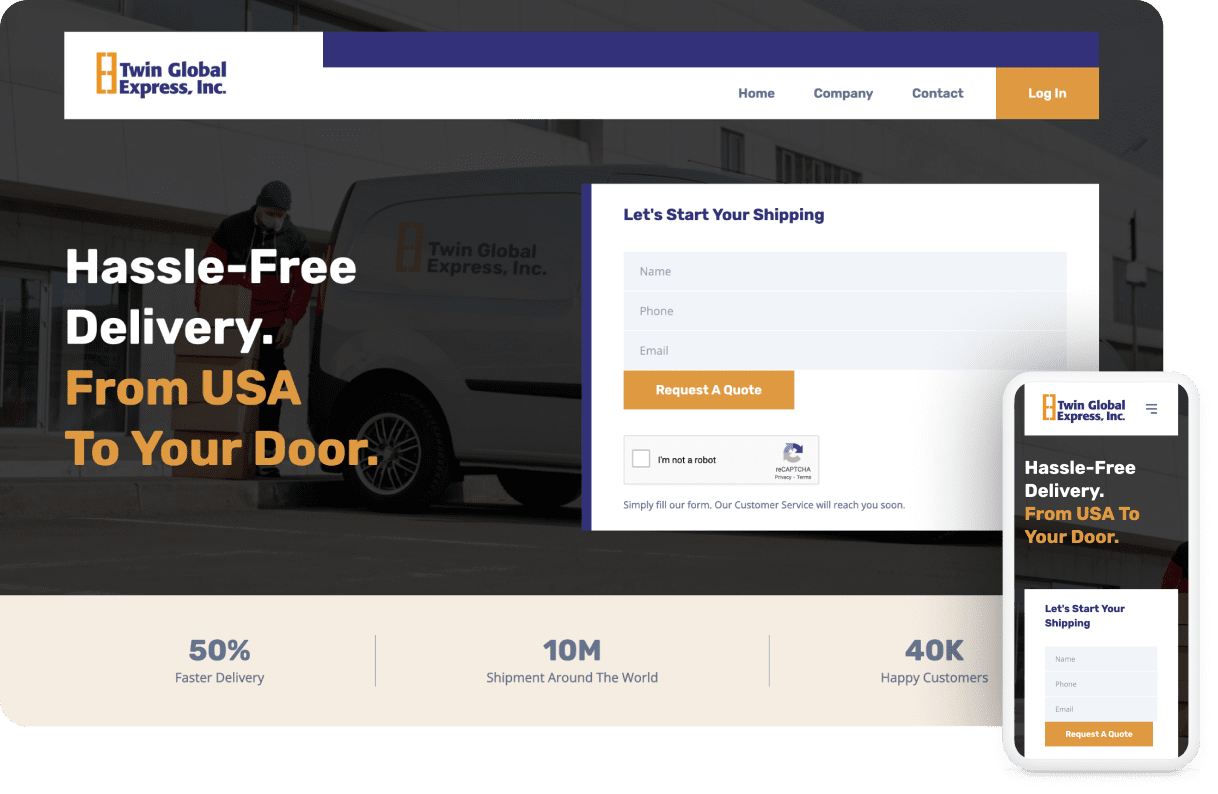 Twin Global
Express, Inc.
Home
Company
Contact
Log In
Hassle-Free
Delivery.
From USA
To Your Door.
Twin Global
Express, Inc.
Let's Start Your Shipping
Name
Phone
Email
Request A Quote
I'm not a robot
reCAPTCHA
Privacy - Terms
Simply fill our form. Our Customer Service will reach you soon.
50%
Faster Delivery
10M
Shipment Around The World
40K
Happy Customers
Twin Global
Express, Inc.
Hassle-Free
Delivery.
From USA To
Your Door.
Let's Start Your
Shipping
Name
Phone
Email
Request A Quote